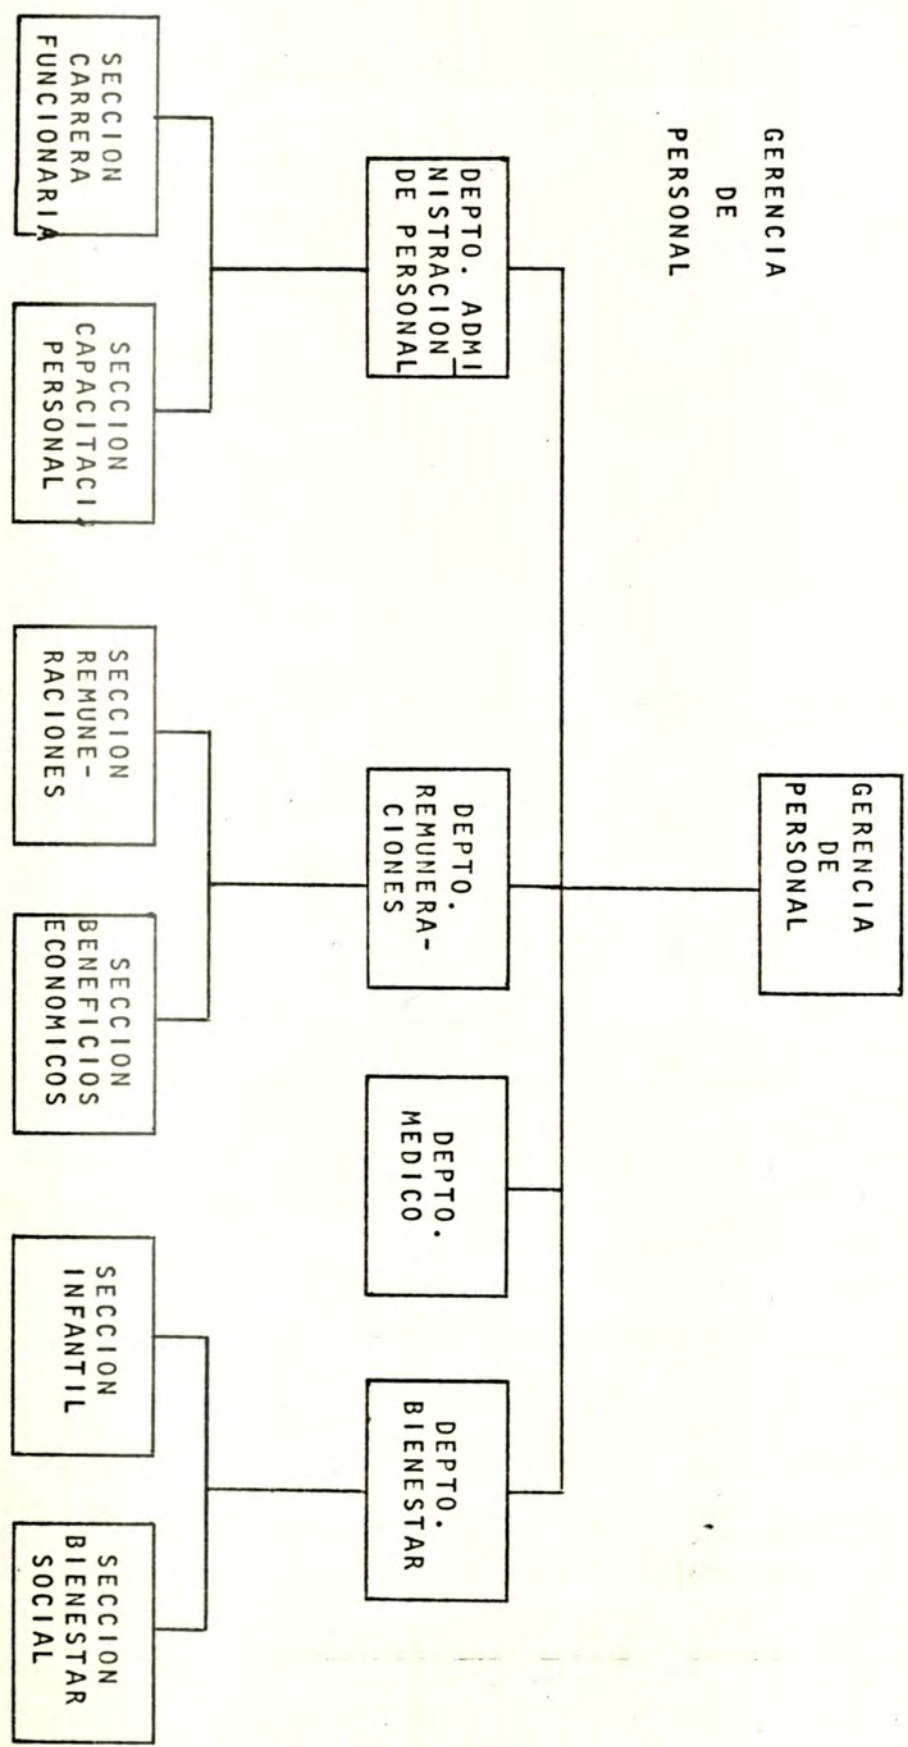 GERENCIA
DE
PERSONAL
GERENCIA
DE
PERSONAL
DEPTO. ADMI
NISTRACION
DE PERSONAL
DEPTO.
REMUNERA-
CIONES
DEPTO.
MEDICO
DEPTO.
BIENESTAR
SECCION
CARRERA
FUNCIONARIA
SECCION
CAPACITACI
PERSONAL
SECCION
REMUNE-
RACIONES
SECCION
BENEFICIOS
ECONOMICOS
SECCION
INFANTIL
SECCION
BIENESTAR
SOCIAL